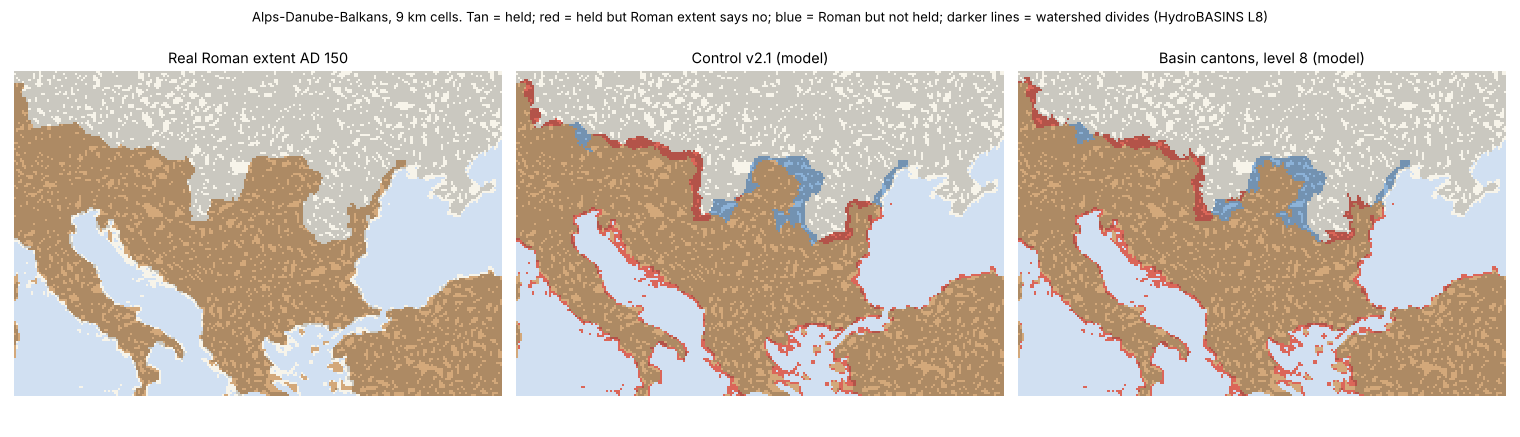 Alps-Danube-Balkans, 9 km cells. Tan = held; red = held but Roman extent says no; blue = Roman but not held; darker lines = watershed divides (HydroBASINS L8)
Real Roman extent AD 150
Control v2.1 (model)
Basin cantons, level 8 (model)